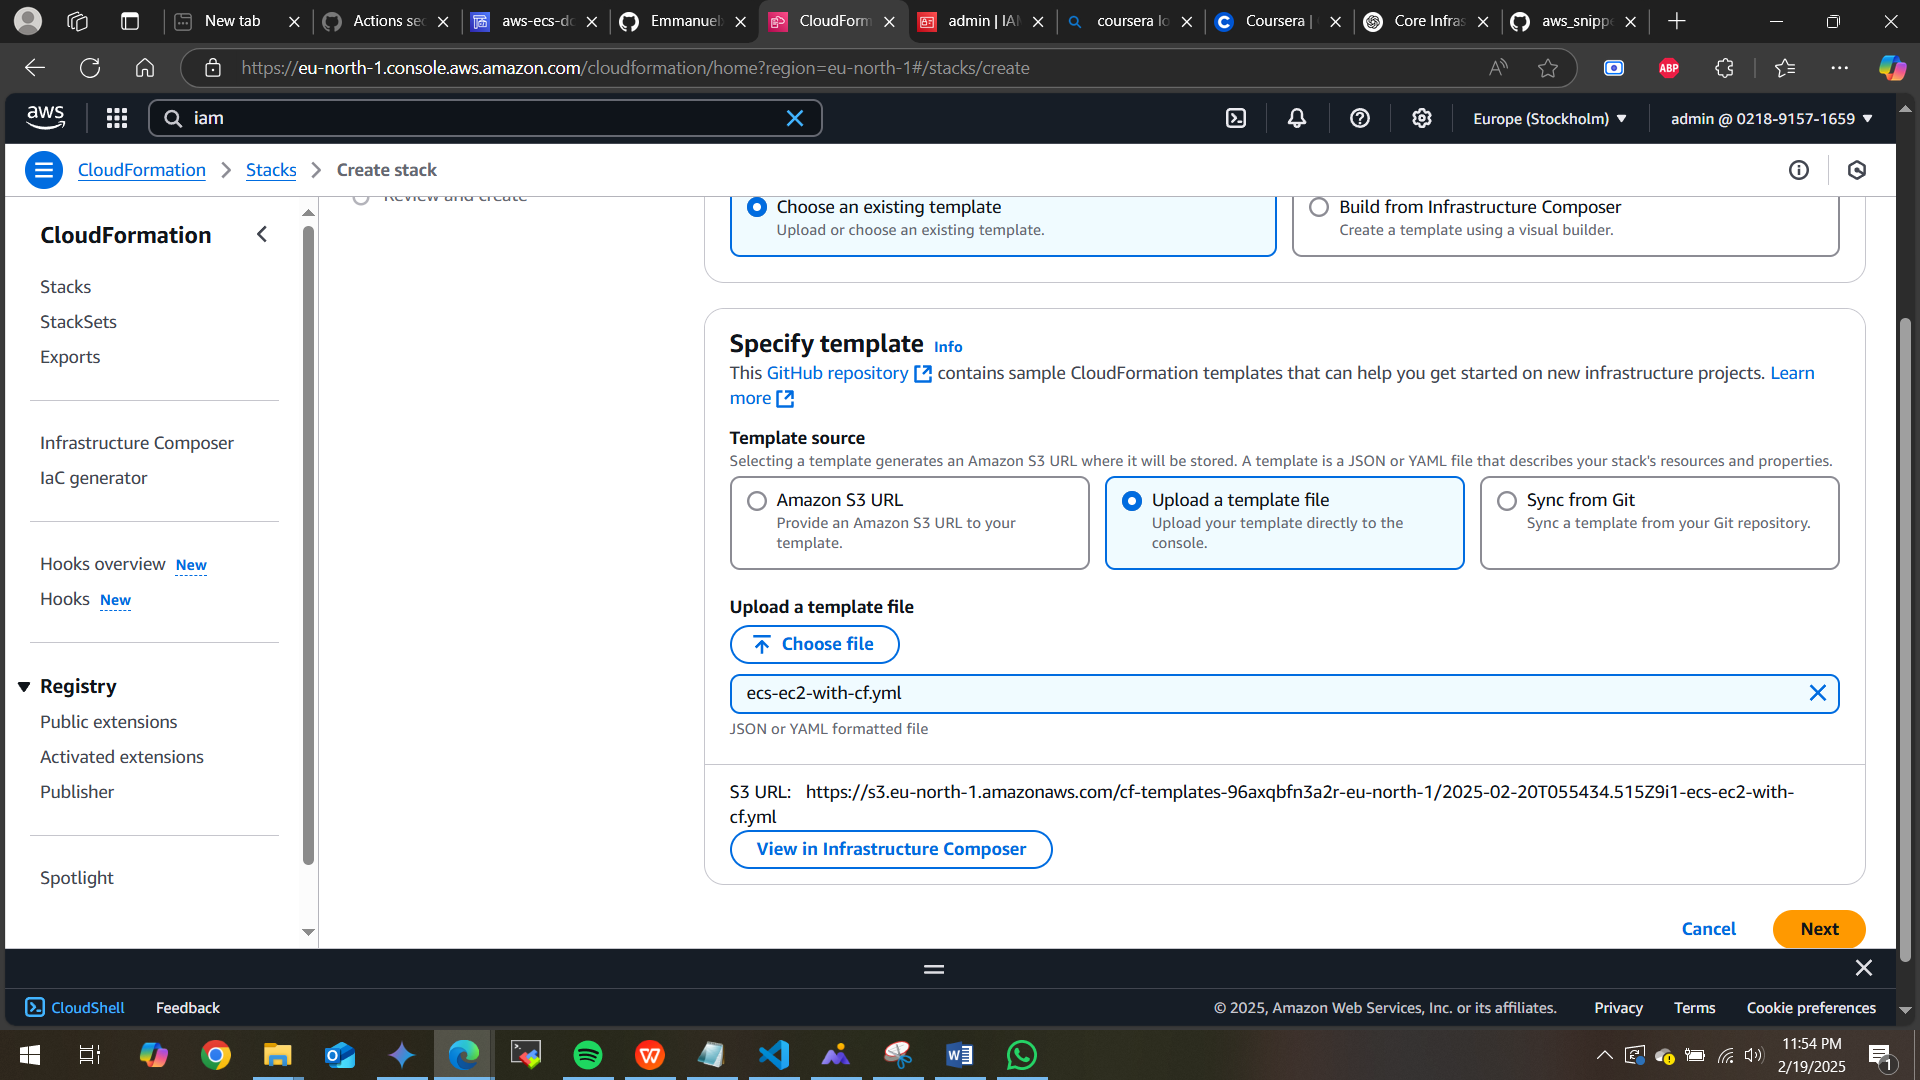 New tab
Actions sec
aws-ecs-do
Emmanuel
CloudForm
admin | IAM
coursera lo
Coursera |
Core Infras
aws_snippe
https://eu-north-1.console.aws.amazon.com/cloudformation/home?region=eu-north-1#/stacks/create
ABP
aws
iam
Europe (Stockholm)
admin @ 0218-9157-1659
CloudFormation
Stacks
Create stack
CloudFormation
Stacks
StackSets
Exports
Infrastructure Composer
IaC generator
Hooks overview New
Hooks New
Registry
Public extensions
Activated extensions
Publisher
Spotlight
Review and create
Choose an existing template
Upload or choose an existing template.
Build from Infrastructure Composer
Create a template using a visual builder.
Specify template Info
This GitHub repository contains sample CloudFormation templates that can help you get started on new infrastructure projects. Learn
more
Template source
Selecting a template generates an Amazon S3 URL where it will be stored. A template is a JSON or YAML file that describes your stack's resources and properties.
Amazon S3 URL
Provide an Amazon S3 URL to your
template.
Upload a template file
Upload your template directly to the
console.
Sync from Git
Sync a template from your Git repository.
Upload a template file
Choose file
ecs-ec2-with-cf.yml
JSON or YAML formatted file
S3 URL: https://s3.eu-north-1.amazonaws.com/cf-templates-96axqbfn3a2r-eu-north-1/2025-02-20T055434.515Z9i1-ecs-ec2-with-
cf.yml
View in Infrastructure Composer
Cancel
Next
CloudShell
Feedback
© 2025, Amazon Web Services, Inc. or its affiliates.
Privacy
Terms
Cookie preferences
11:54 PM
2/19/2025
1